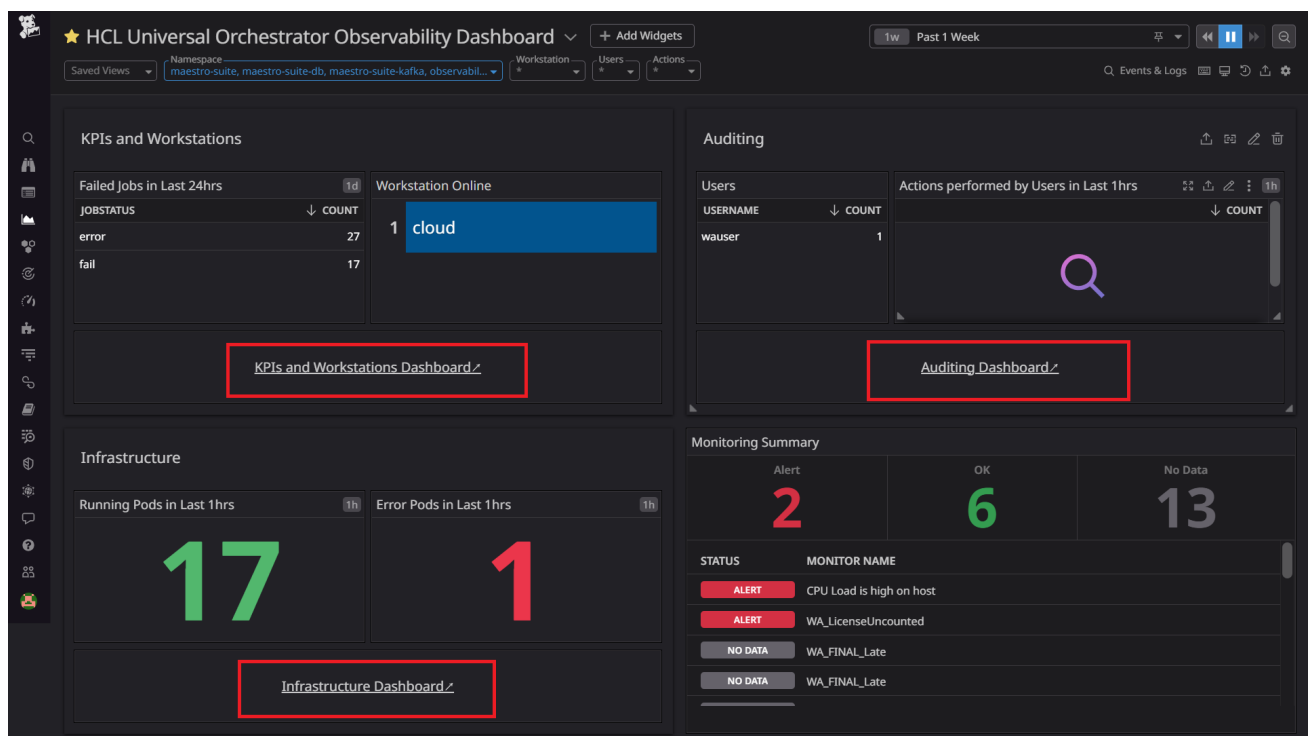 HCL Universal Orchestrator Observability Dashboard
+ Add Widgets
1w Past 1 Week
Saved Views
Namespace
maestro-suite, maestro-suite-db, maestro-suite-kafka, observabil...
Workstation
*
Users
*
Actions
*
Events & Logs
KPIs and Workstations
Failed Jobs in Last 24hrs 1d
JOBSTATUS ↓ COUNT
error 27
fail 17
Workstation Online
1 cloud
KPIs and Workstations Dashboard↗
Auditing
Users
USERNAME ↓ COUNT
wauser 1
Actions performed by Users in Last 1hrs 1h
↓ COUNT
Auditing Dashboard↗
Infrastructure
Running Pods in Last 1hrs 1h
17
Error Pods in Last 1hrs 1h
1
Infrastructure Dashboard↗
Monitoring Summary
Alert OK No Data
2 6 13
STATUS MONITOR NAME
ALERT CPU Load is high on host
ALERT WA_LicenseUncounted
NO DATA WA_FINAL_Late
NO DATA WA_FINAL_Late